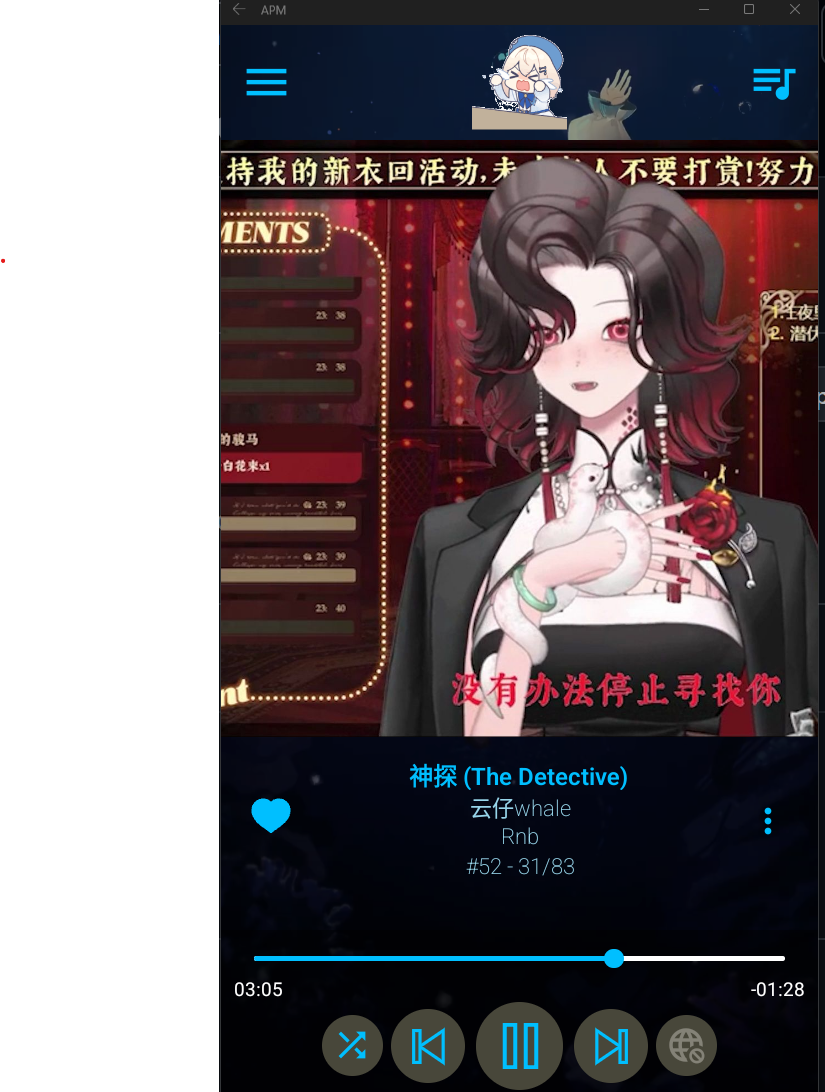 APM
持我的新衣回活动,未
人不要打赏!努力
MENTS
23: 38
23: 38
的骏马
白花束x1
23: 39
23: 39
23: 40
nt
2. 潜伏
没有办法停止寻找你
神探 (The Detective)
云仔whale
Rnb
#52 - 31/83
03:05
-01:28